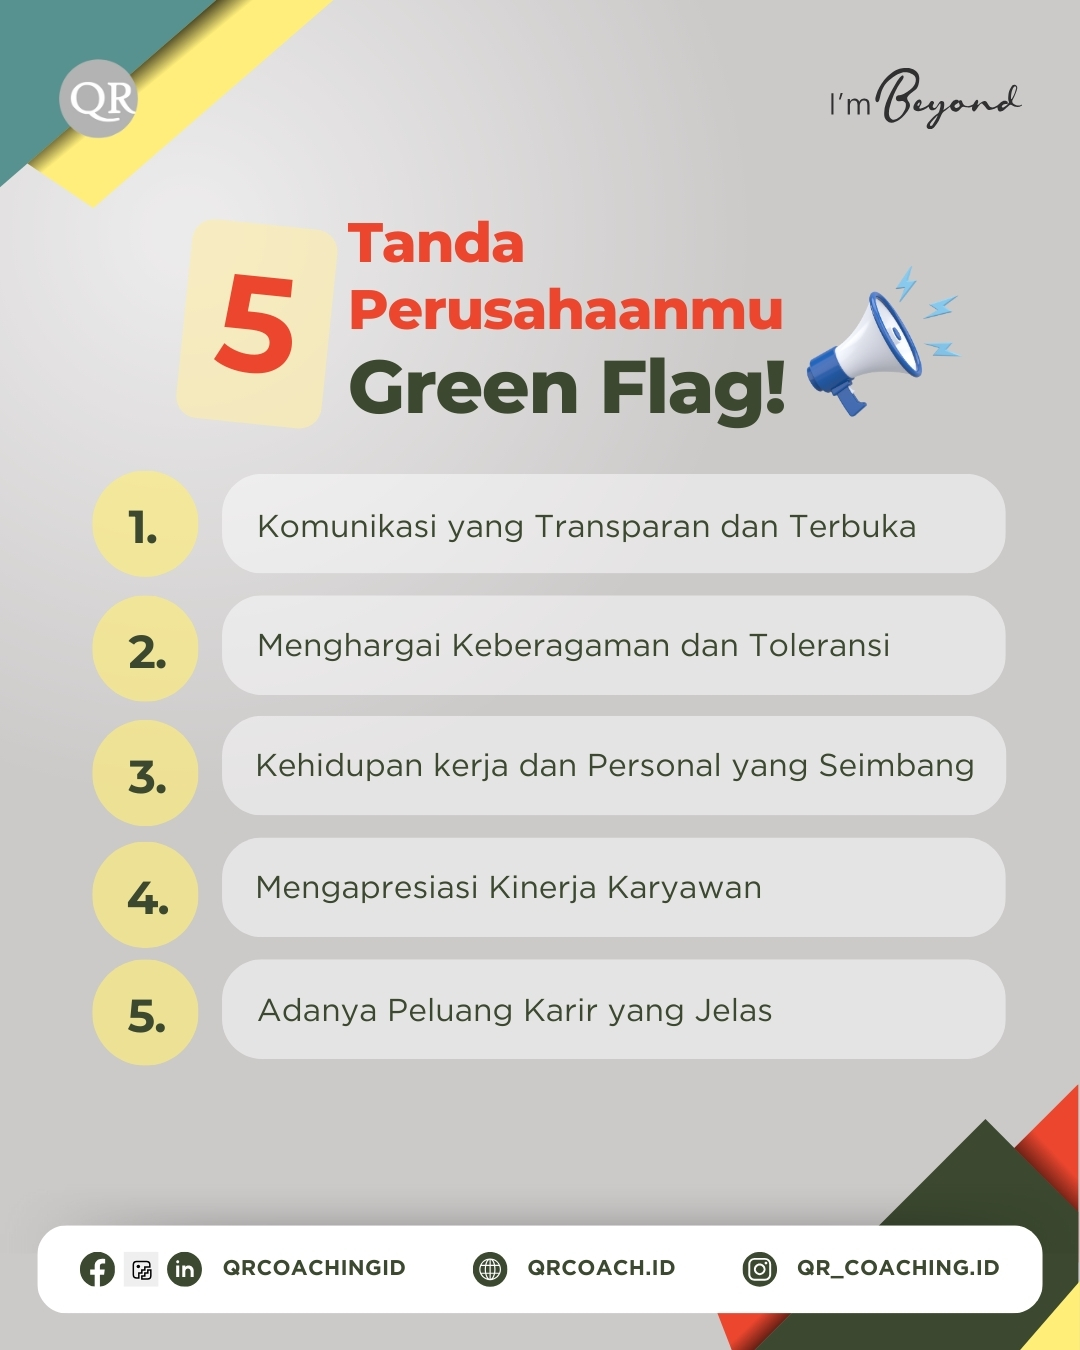 QR
I'm Beyond
5
Tanda
Perusahaanmu
Green Flag!
1. Komunikasi yang Transparan dan Terbuka
2. Menghargai Keberagaman dan Toleransi
3. Kehidupan kerja dan Personal yang Seimbang
4. Mengapresiasi Kinerja Karyawan
5. Adanya Peluang Karir yang Jelas
QRCOACHINGID QRCOACH.ID QR_COACHING.ID